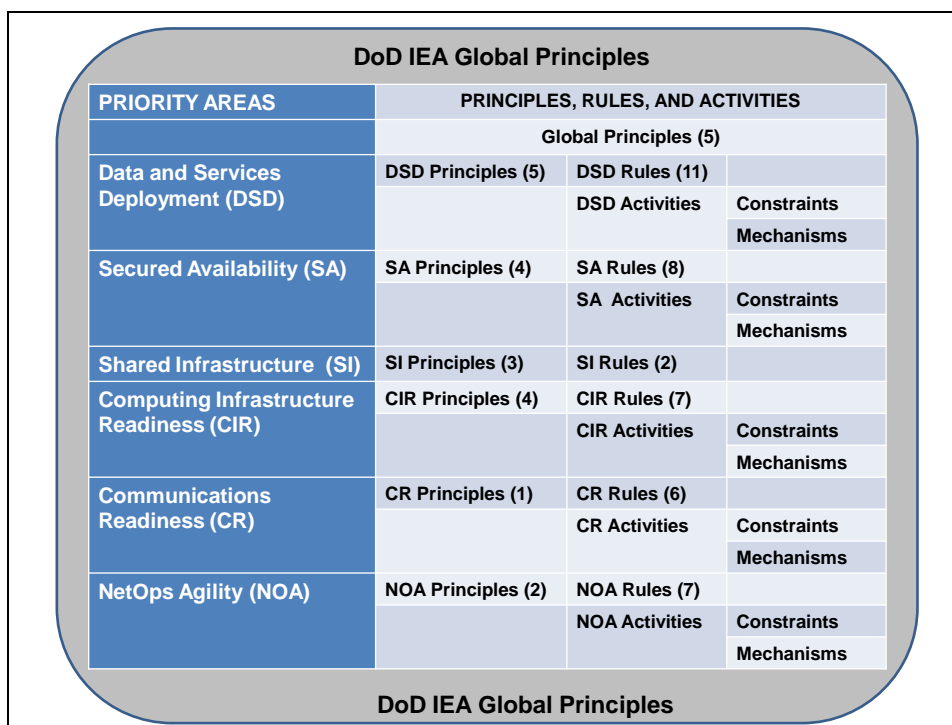 DoD IEA Global Principles
PRIORITY AREAS PRINCIPLES, RULES, AND ACTIVITIES
Global Principles (5)
Data and Services Deployment (DSD) DSD Principles (5) DSD Rules (11)
DSD Activities Constraints
Mechanisms
Secured Availability (SA) SA Principles (4) SA Rules (8)
SA Activities Constraints
Mechanisms
Shared Infrastructure (SI) SI Principles (3) SI Rules (2)
Computing Infrastructure Readiness (CIR) CIR Principles (4) CIR Rules (7)
CIR Activities Constraints
Mechanisms
Communications Readiness (CR) CR Principles (1) CR Rules (6)
CR Activities Constraints
Mechanisms
NetOps Agility (NOA) NOA Principles (2) NOA Rules (7)
NOA Activities Constraints
Mechanisms
DoD IEA Global Principles